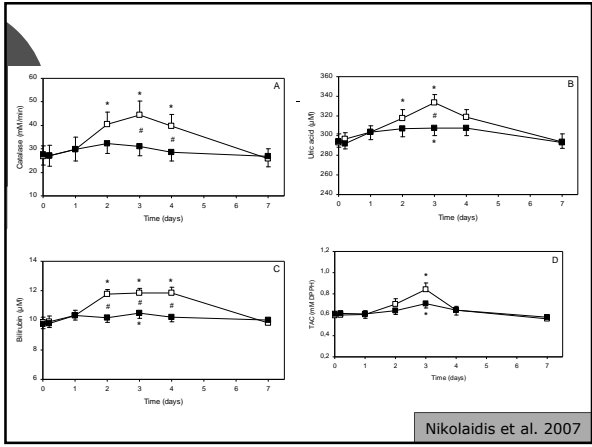 A
60
50
40
30
20
10
Catalase (mM/min)
* * *
# #
0 1 2 3 4 5 6 7
Time (days)
B
360
340
320
300
280
260
240
Uric acid (µM)
* *
#
*
0 1 2 3 4 5 6 7
Time (days)
C
14
12
10
8
6
Bilirubin (µM)
* * *
# # #
*
0 1 2 3 4 5 6 7
Time (days)
D
1,2
1,0
0,8
0,6
0,4
0,2
TAC (mM DPPH)
*
*
0 1 2 3 4 5 6 7
Time (days)
Nikolaidis et al. 2007